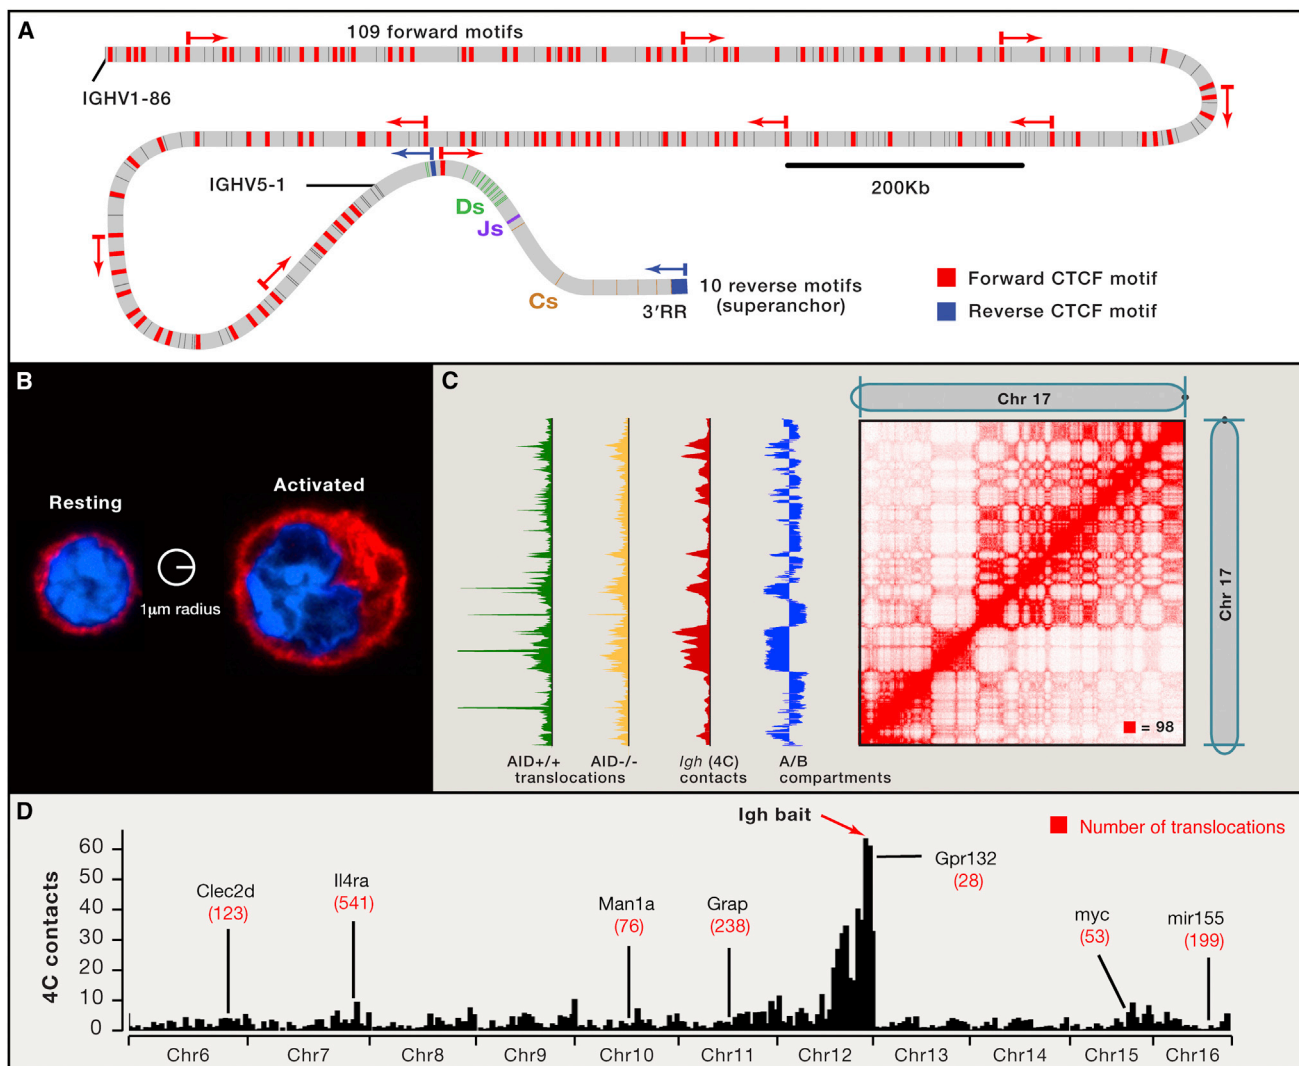 A
109 forward motifs
IGHV1-86
IGHV5-1
200Kb
Ds
Js
Cs
3'RR
10 reverse motifs
(superanchor)
Forward CTCF motif
Reverse CTCF motif
B
Resting
Activated
1µm radius
C
Chr 17
Chr 17
= 98
AID+/+ AID-/-
translocations
Igh (4C)
contacts
A/B
compartments
D
Igh bait
Number of translocations
4C contacts
60
50
40
30
20
10
0
Clec2d
(123)
Il4ra
(541)
Man1a
(76)
Grap
(238)
Gpr132
(28)
myc
(53)
mir155
(199)
Chr6 Chr7 Chr8 Chr9 Chr10 Chr11 Chr12 Chr13 Chr14 Chr15 Chr16